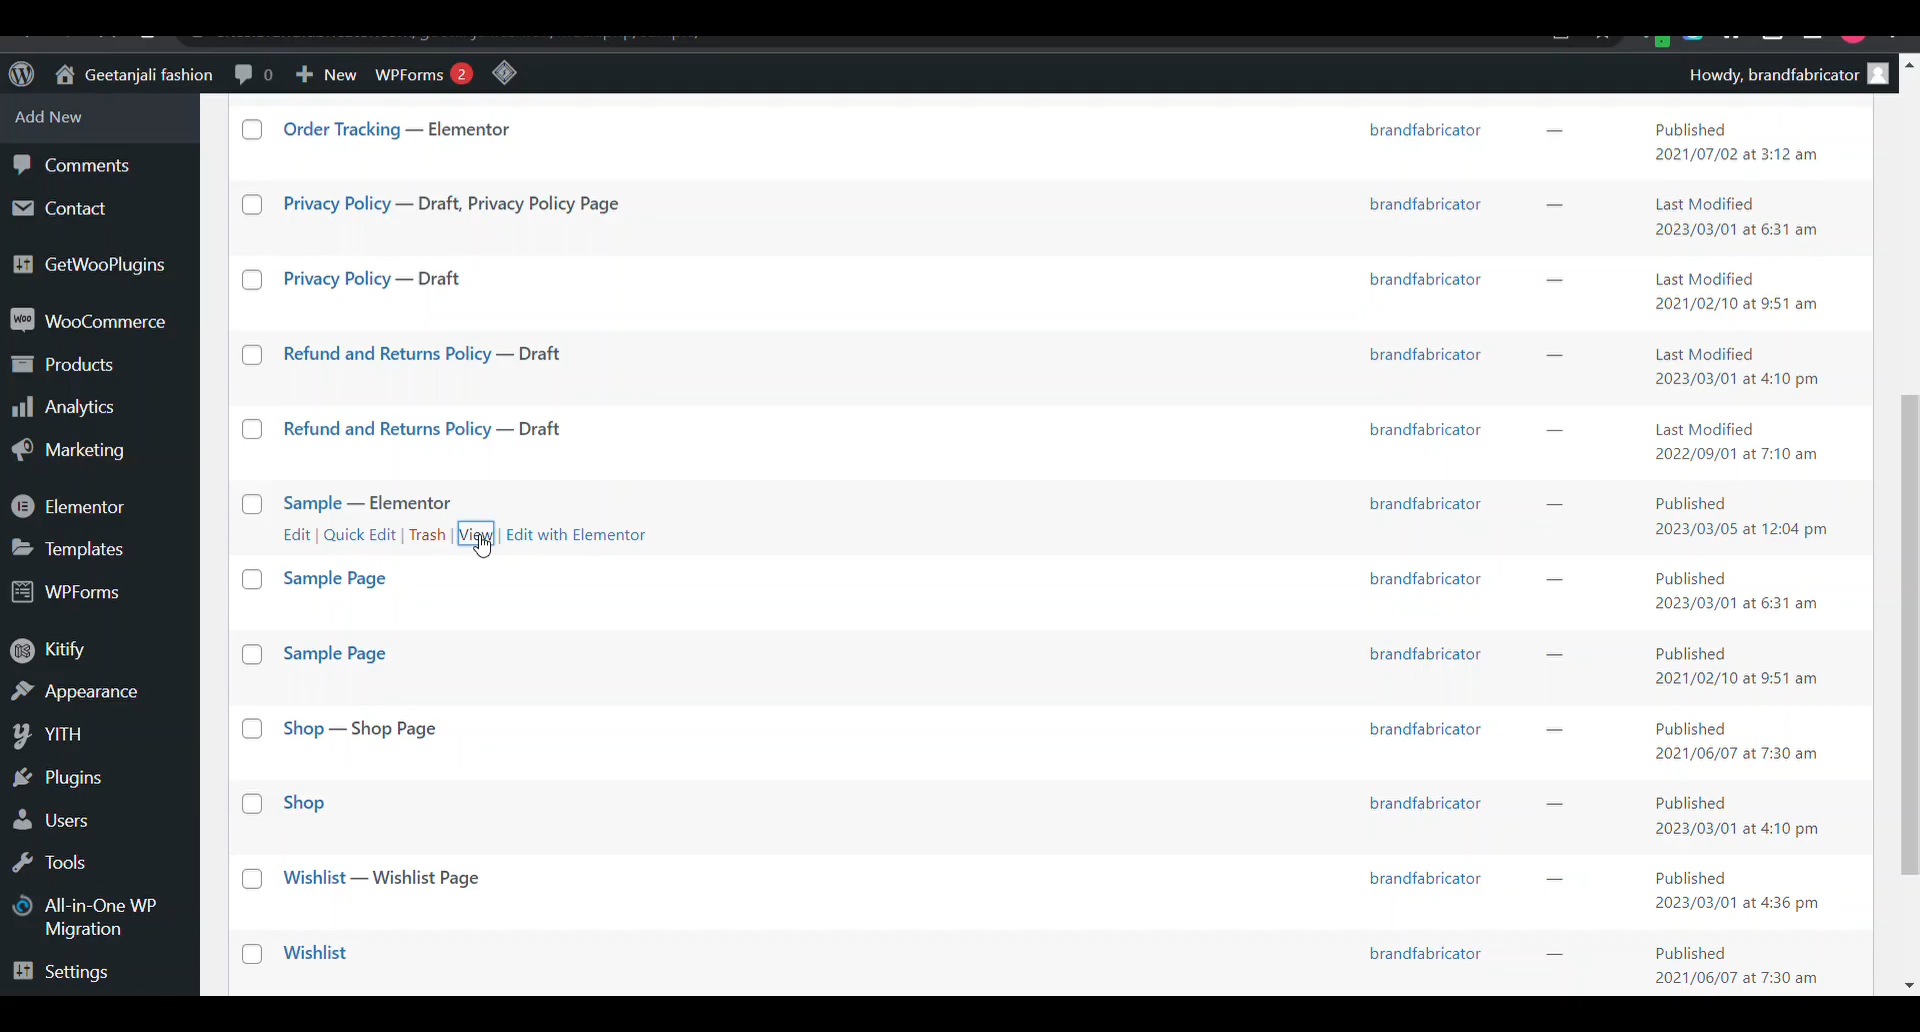 Geetanjali fashion 0 New WPForms 2 Howdy, brandfabricator
Add New
Comments
Contact
GetWooPlugins
WooCommerce
Products
Analytics
Marketing
Elementor
Templates
WPForms
Kitify
Appearance
YITH
Plugins
Users
Tools
All-in-One WP
Migration
Settings
Order Tracking — Elementor brandfabricator — Published
2021/07/02 at 3:12 am
Privacy Policy — Draft, Privacy Policy Page brandfabricator — Last Modified
2023/03/01 at 6:31 am
Privacy Policy — Draft brandfabricator — Last Modified
2021/02/10 at 9:51 am
Refund and Returns Policy — Draft brandfabricator — Last Modified
2023/03/01 at 4:10 pm
Refund and Returns Policy — Draft brandfabricator — Last Modified
2022/09/01 at 7:10 am
Sample — Elementor brandfabricator — Published
Edit | Quick Edit | Trash | View | Edit with Elementor 2023/03/05 at 12:04 pm
Sample Page brandfabricator — Published
2023/03/01 at 6:31 am
Sample Page brandfabricator — Published
2021/02/10 at 9:51 am
Shop — Shop Page brandfabricator — Published
2021/06/07 at 7:30 am
Shop brandfabricator — Published
2023/03/01 at 4:10 pm
Wishlist — Wishlist Page brandfabricator — Published
2023/03/01 at 4:36 pm
Wishlist brandfabricator — Published
2021/06/07 at 7:30 am